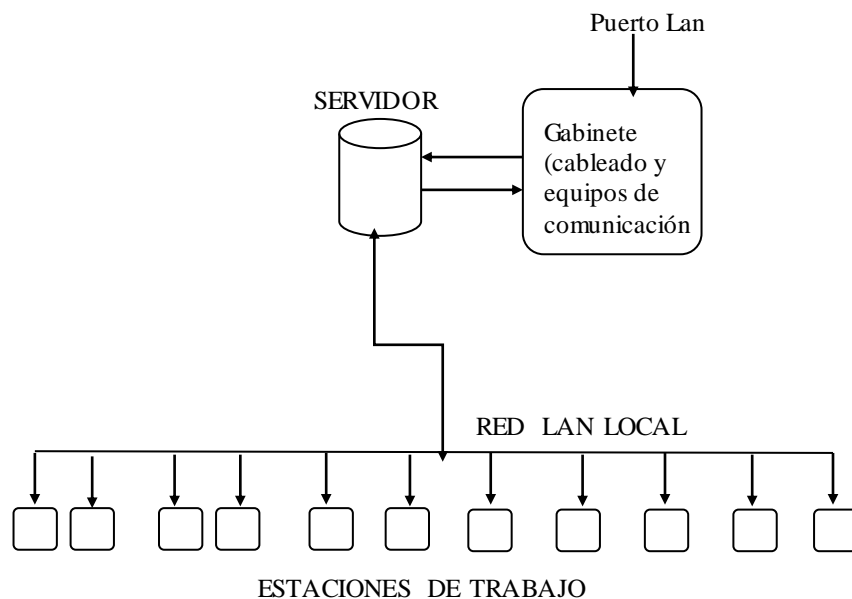 Puerto Lan
SERVIDOR
Gabinete
(cableado y
equipos de
comunicación
RED LAN LOCAL
ESTACIONES DE TRABAJO